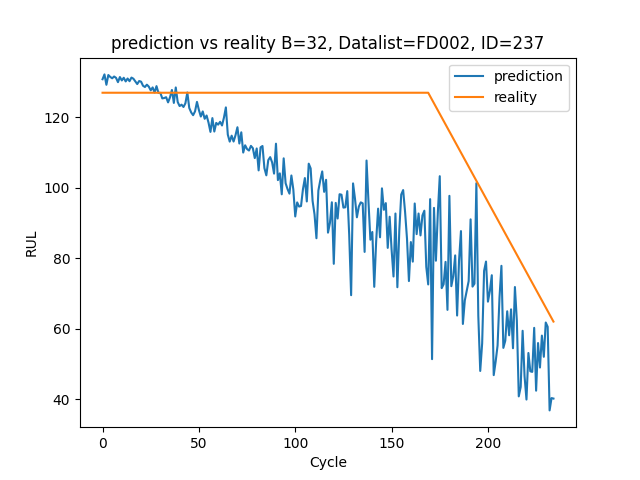 prediction vs reality B=32, Datalist=FD002, ID=237
prediction
reality
RUL
120
100
80
60
40
0
50
100
150
200
Cycle